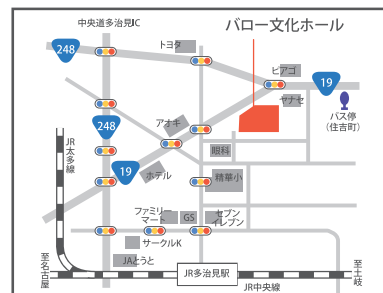 中央道多治見IC
バロー文化ホール
トヨタ
248
ピアゴ
19
ヤナセ
バス停
(住吉町)
アナキ
248
眼科
JR太多線
19
ホテル
精華小
ファミリー
マート
GS
セブン
イレブン
サークルK
JAとうと
至名古屋
JR多治見駅
JR中央線
至土岐